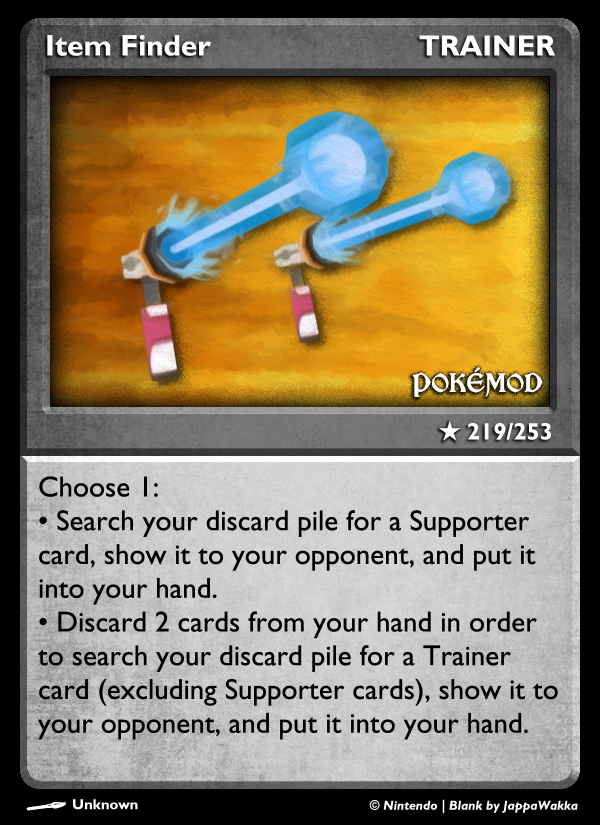 Item Finder TRAINER
POKÉMOD
★ 219/253
Choose 1:
• Search your discard pile for a Supporter
card, show it to your opponent, and put it
into your hand.
• Discard 2 cards from your hand in order
to search your discard pile for a Trainer
card (excluding Supporter cards), show it to
your opponent, and put it into your hand.
Unknown © Nintendo | Blank by JappaWakka